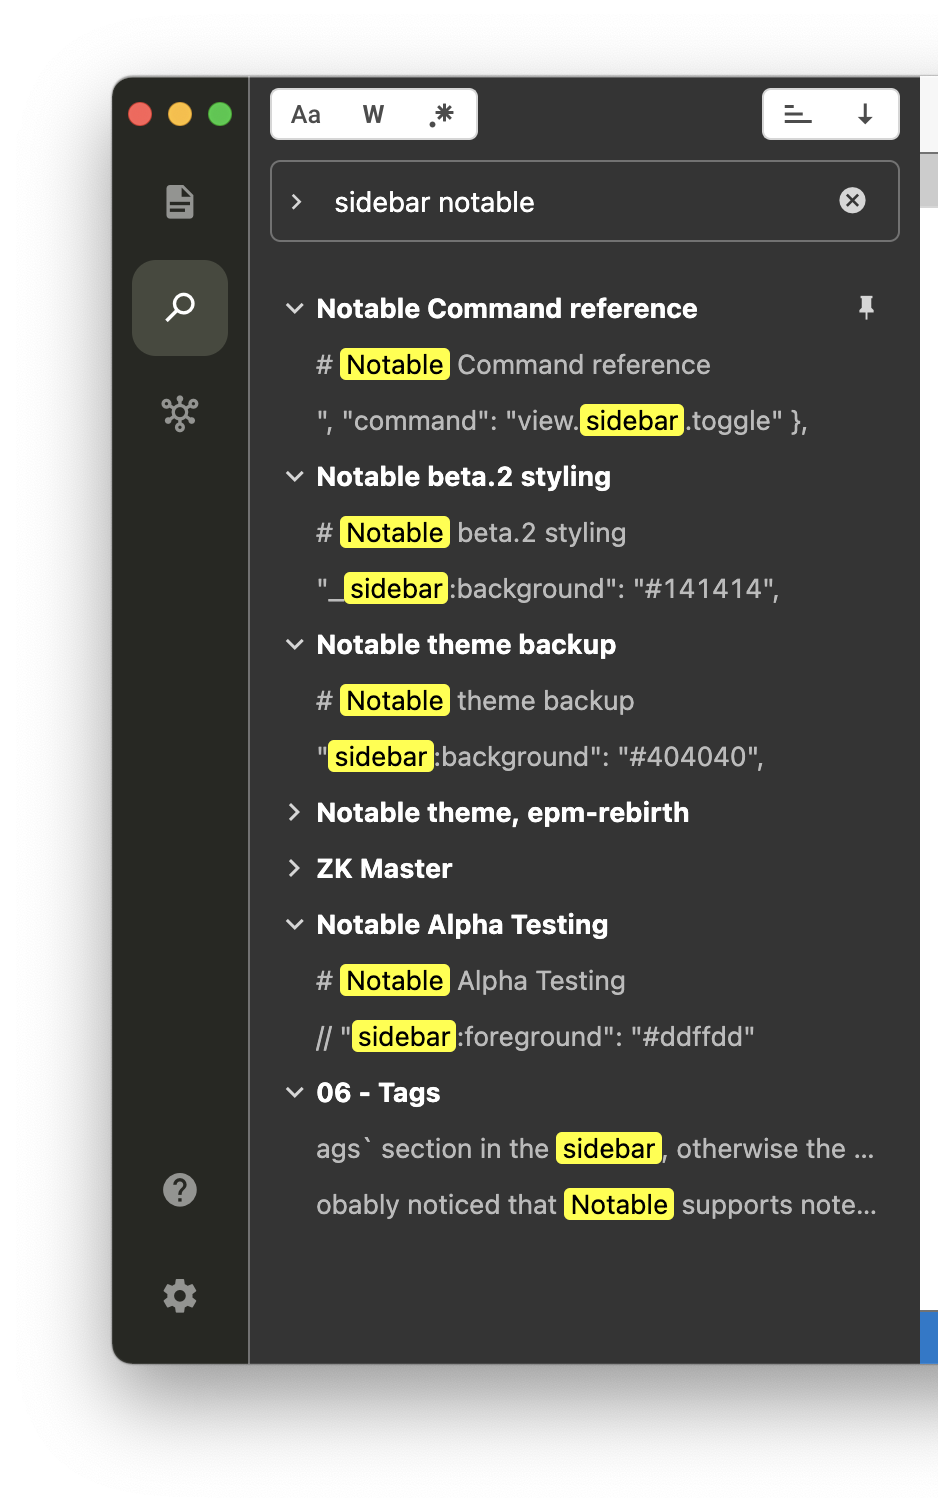 Aa W .*
sidebar notable
Notable Command reference
# Notable Command reference
", "command": "view.sidebar.toggle" },
Notable beta.2 styling
# Notable beta.2 styling
"_sidebar:background": "#141414",
Notable theme backup
# Notable theme backup
"sidebar:background": "#404040",
Notable theme, epm-rebirth
ZK Master
Notable Alpha Testing
# Notable Alpha Testing
// "sidebar:foreground": "#ddffdd"
06 - Tags
ags` section in the sidebar, otherwise the ...
obably noticed that Notable supports note...